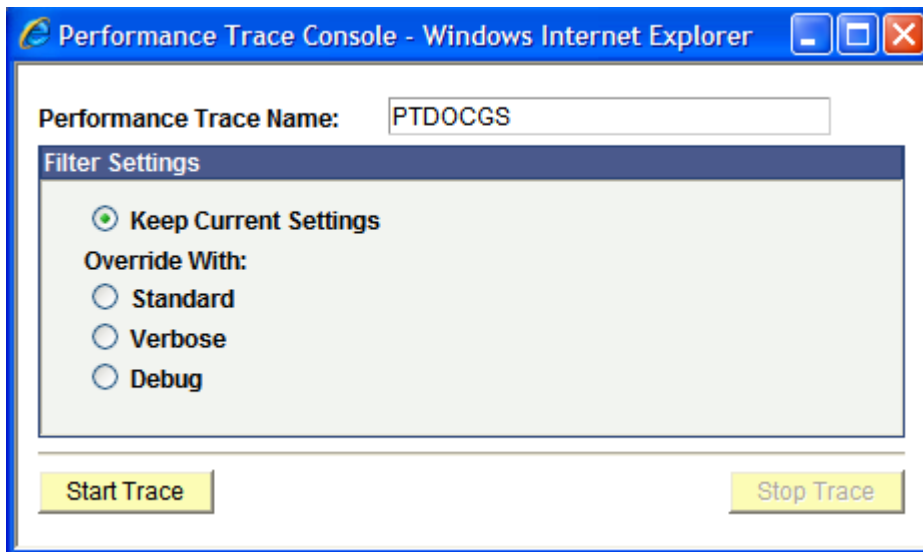 Performance Trace Console - Windows Internet Explorer
Performance Trace Name: PTDOCGS
Filter Settings
Keep Current Settings
Override With:
Standard
Verbose
Debug
Start Trace Stop Trace